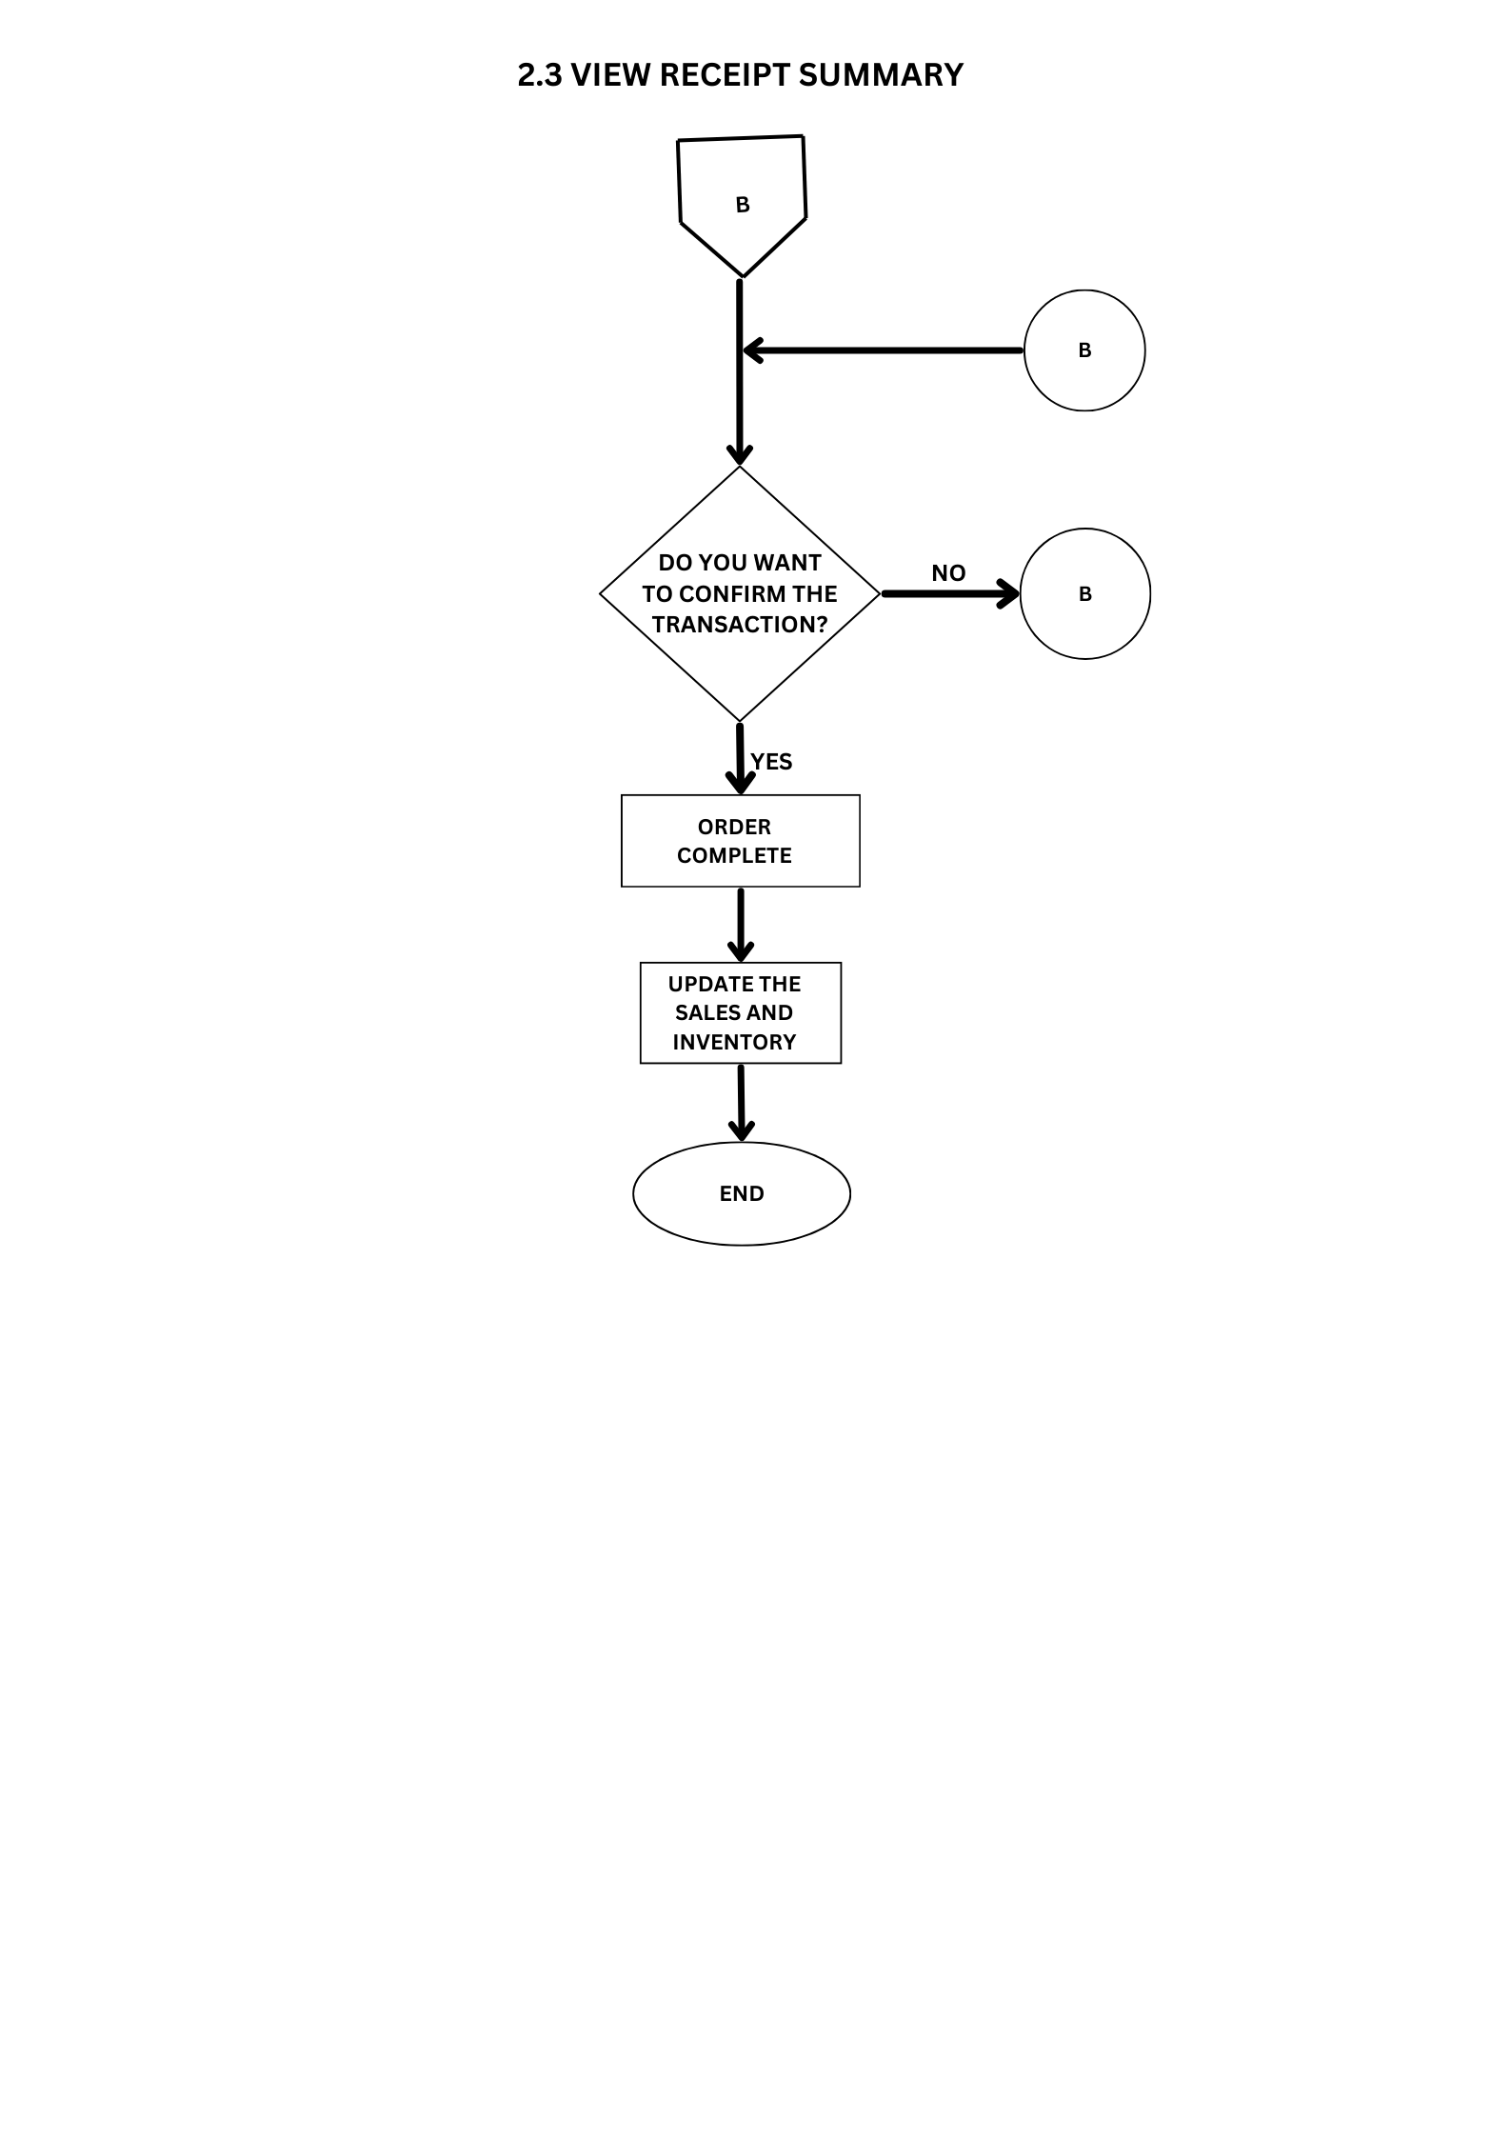 2.3 VIEW RECEIPT SUMMARY
B
B
DO YOU WANT
TO CONFIRM THE
TRANSACTION?
NO
B
YES
ORDER
COMPLETE
UPDATE THE
SALES AND
INVENTORY
END